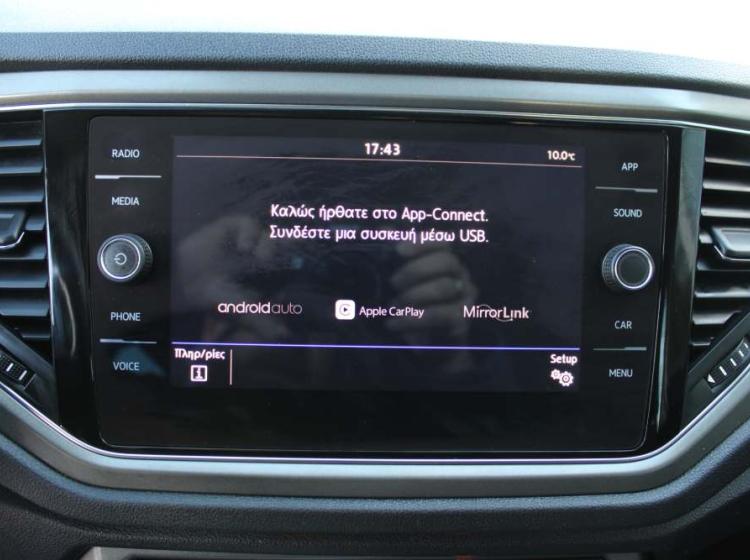 RADIO
MEDIA
PHONE
VOICE
17:43
10.0°C
Καλώς ήρθατε στο App-Connect.
Συνδέστε μια συσκευή μέσω USB.
androidauto
Apple CarPlay
MirrorLink
Πληρ/ρίες
i
Setup
APP
SOUND
CAR
MENU